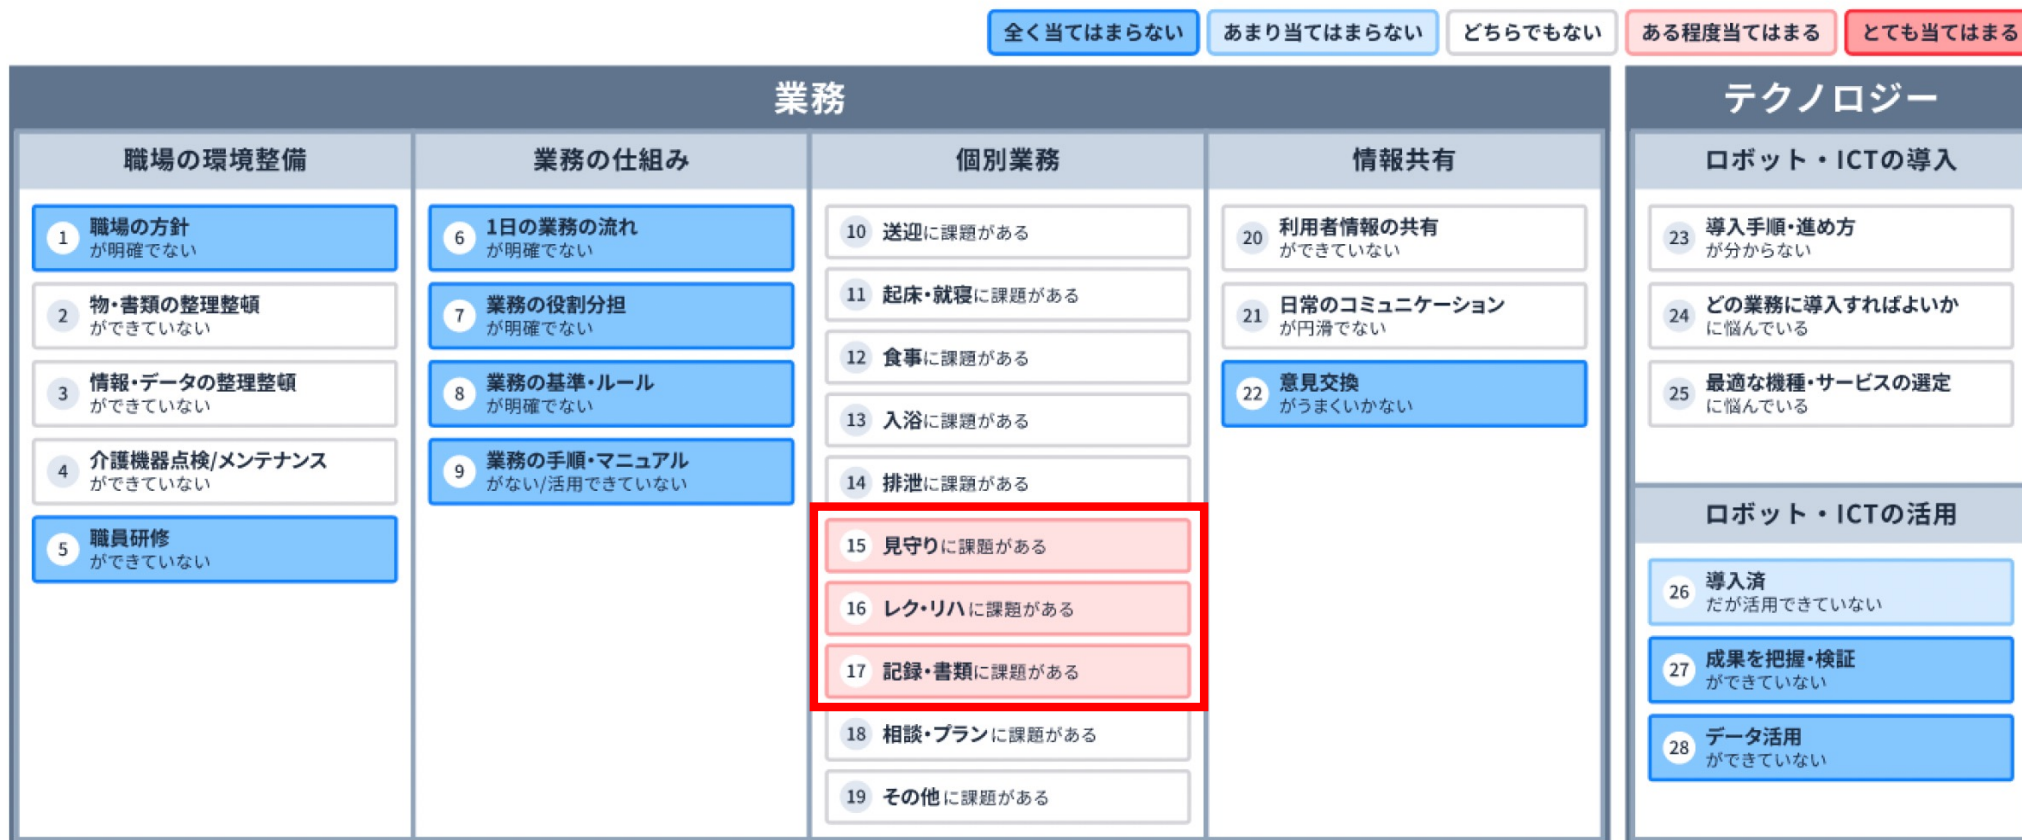 全く当てはまらない
あまり当てはまらない
どちらでもない
ある程度当てはまる
とても当てはまる
業務
職場の環境整備
1
職場の方針
が明確でない
2
物・書類の整理整頓
ができていない
3
情報・データの整理整頓
ができていない
4
介護機器点検/メンテナンス
ができていない
5
職員研修
ができていない
業務の仕組み
6
1日の業務の流れ
が明確でない
7
業務の役割分担
が明確でない
8
業務の基準・ルール
が明確でない
9
業務の手順・マニュアル
がない/活用できていない
個別業務
10 送迎に課題がある
11 起床・就寝に課題がある
12 食事に課題がある
13 入浴に課題がある
14 排泄に課題がある
15 見守りに課題がある
16 レク・リハに課題がある
17 記録・書類に課題がある
18 相談・プランに課題がある
19 その他に課題がある
情報共有
20
利用者情報の共有
ができていない
21
日常のコミュニケーション
が円滑でない
22
意見交換
がうまくいかない
テクノロジー
ロボット・ICTの導入
23
導入手順・進め方
が分からない
24
どの業務に導入すればよいか
に悩んでいる
25
最適な機種・サービスの選定
に悩んでいる
ロボット・ICTの活用
26
導入済
だが活用できていない
27
成果を把握・検証
ができていない
28
データ活用
ができていない